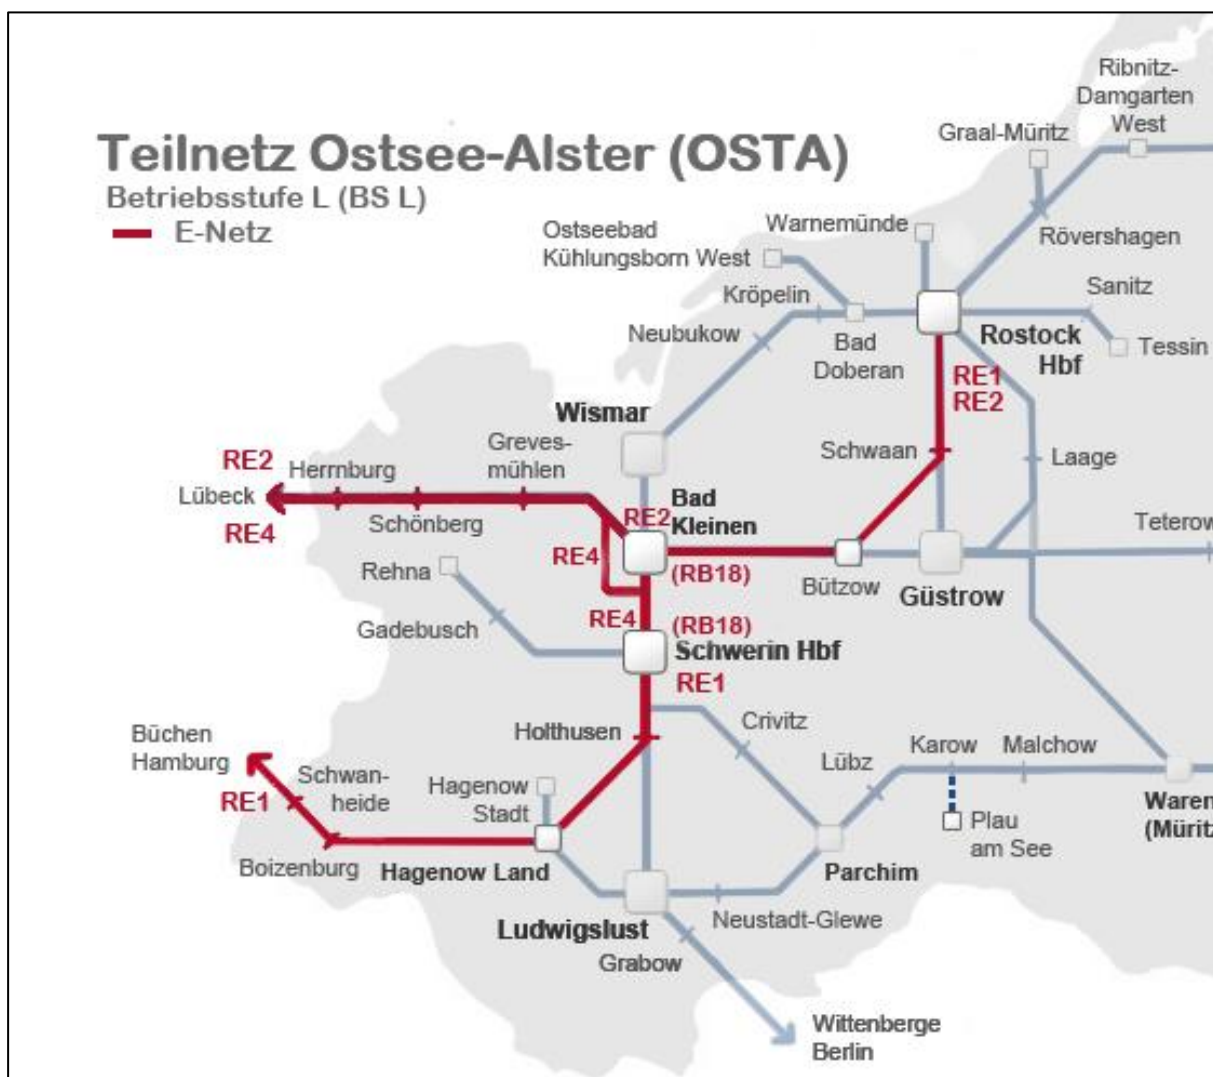 Teilnetz Ostsee-Alster (OSTA)
Betriebsstufe L (BS L)
E-Netz
Ribnitz-
Damgarten
West
Graal-Müritz
Warnemünde
Rövershagen
Ostseebad
Kühlungsborn West
Kröpelin
Neubukow
Bad
Doberan
Sanitz
Tessin
Rostock
Hbf
RE1
RE2
Wismar
Schwaan
Laage
Greves-
mühlen
RE2
Herrnburg
Lübeck
Schönberg
RE4
Bad
Kleinen
RE2
RE4
(RB18)
Bützow
Güstrow
Teterow
Rehna
Gadebusch
RE4
(RB18)
Schwerin Hbf
RE1
Holthusen
Crivitz
Büchen
Hamburg
RE1
Schwan-
heide
Boizenburg
Hagenow
Stadt
Hagenow Land
Lübz
Karow
Malchow
Plau
am See
Waren
(Müritz
Parchim
Neustadt-Glewe
Ludwigslust
Grabow
Wittenberge
Berlin